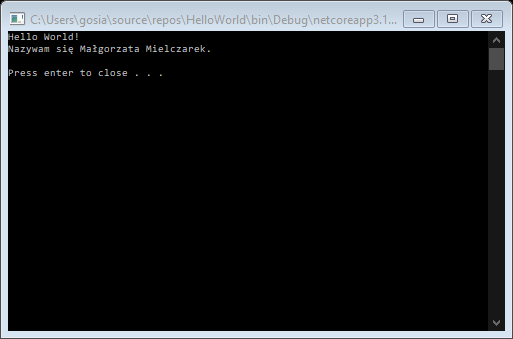 C:\Users\gosia\source\repos\HelloWorld\bin\Debug\netcoreapp3.1...
Hello World!
Nazywam się Małgorzata Mielczarek.
Press enter to close . . .